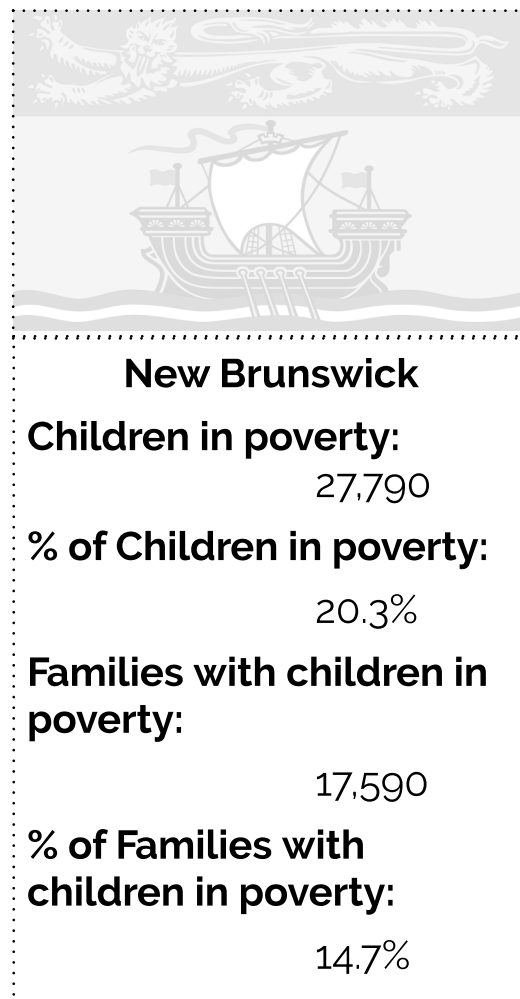 New Brunswick
Children in poverty:
27,790
% of Children in poverty:
20.3%
Families with children in
poverty:
17,590
% of Families with
children in poverty:
14.7%